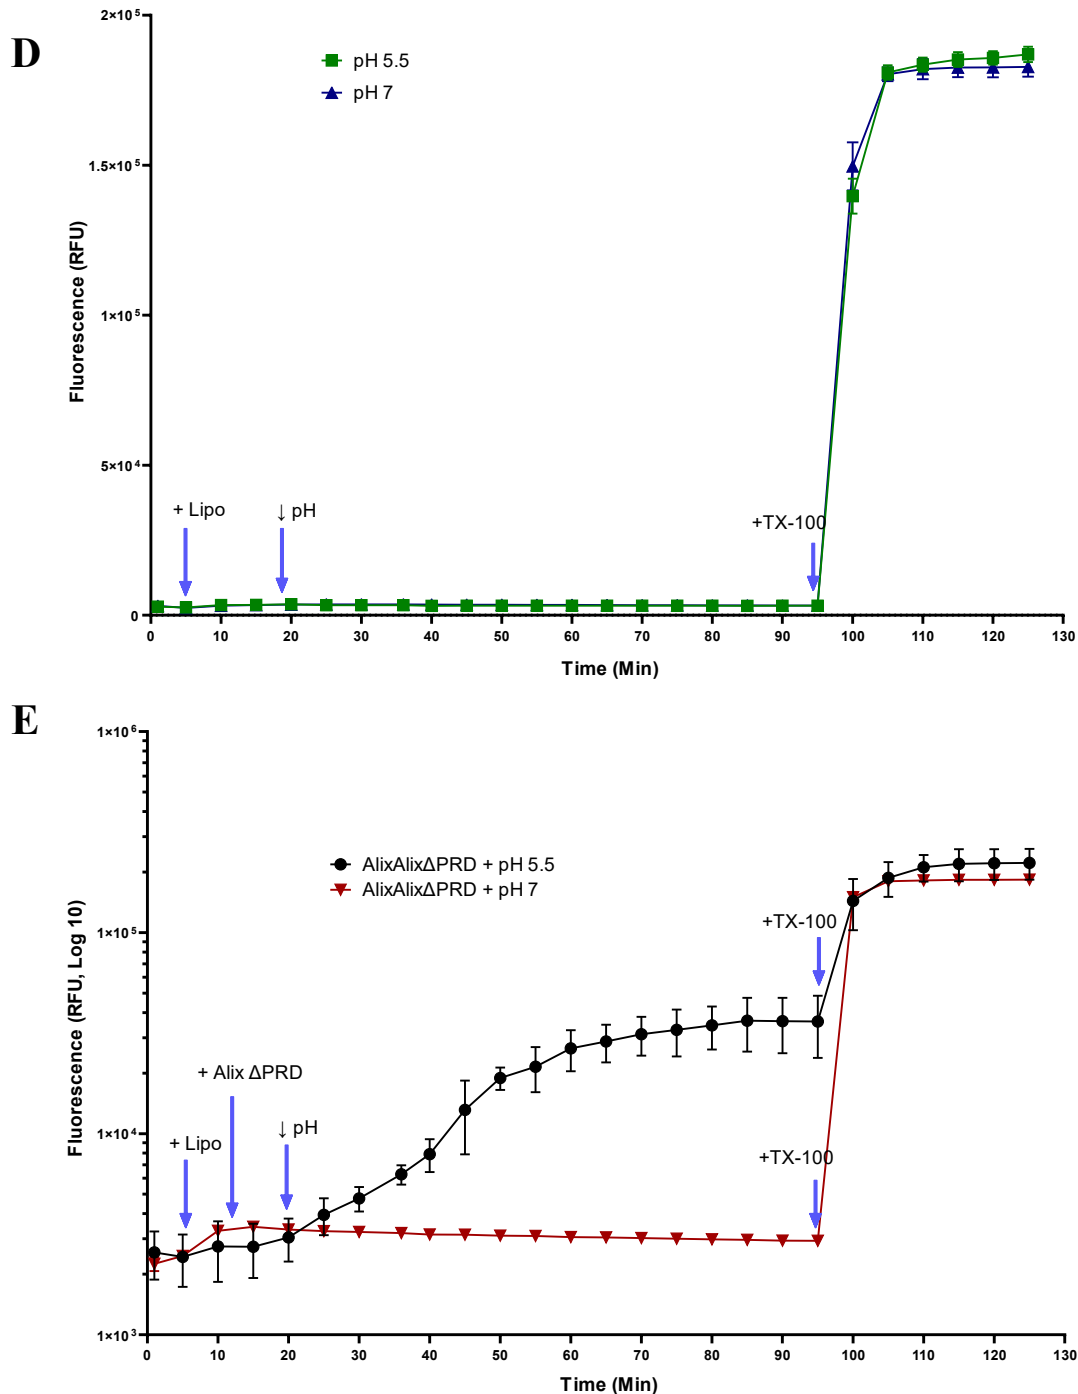 D
2×10⁵
1.5×10⁵
1×10⁵
5×10⁴
0
Fluorescence (RFU)
pH 5.5
pH 7
+ Lipo
↓ pH
+TX-100
0 10 20 30 40 50 60 70 80 90 100 110 120 130
Time (Min)
E
1×10⁶
1×10⁵
1×10⁴
1×10³
Fluorescence (RFU, Log 10)
AlixAlixΔPRD + pH 5.5
AlixAlixΔPRD + pH 7
+TX-100
+ Alix ΔPRD
+ Lipo
↓ pH
+TX-100
0 10 20 30 40 50 60 70 80 90 100 110 120 130
Time (Min)